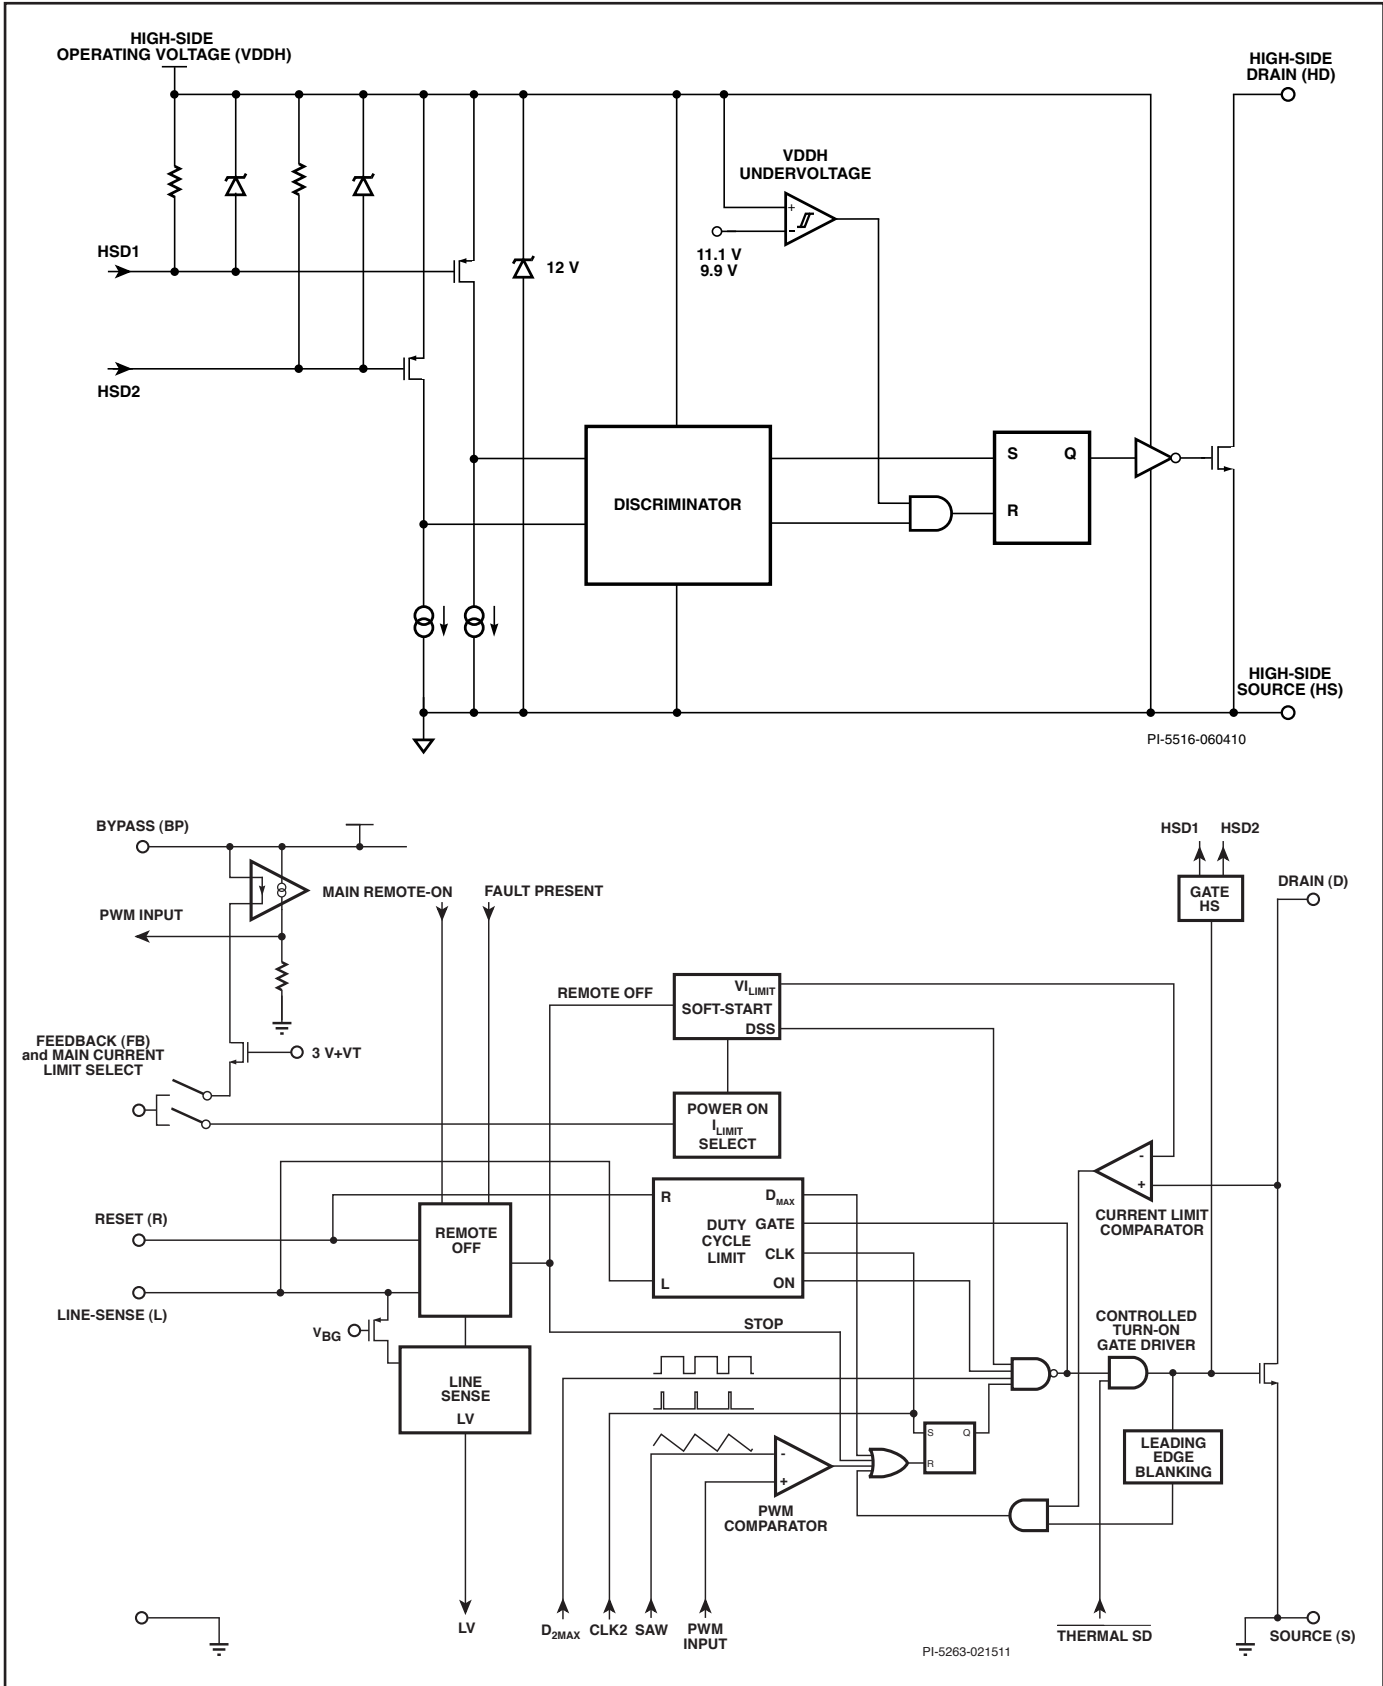 HIGH-SIDE
OPERATING VOLTAGE (VDDH)
HIGH-SIDE
DRAIN (HD)
VDDH
UNDERVOLTAGE
+
-
11.1 V
9.9 V
HSD1
12 V
HSD2
DISCRIMINATOR
S
Q
R
HIGH-SIDE
SOURCE (HS)
PI-5516-060410
BYPASS (BP)
HSD1
HSD2
MAIN REMOTE-ON
FAULT PRESENT
GATE
HS
DRAIN (D)
PWM INPUT
REMOTE OFF
VILIMIT
SOFT-START
DSS
FEEDBACK (FB)
and MAIN CURRENT
LIMIT SELECT
3 V+VT
POWER ON
ILIMIT
SELECT
-
+
CURRENT LIMIT
COMPARATOR
RESET (R)
REMOTE
OFF
R
DMAX
DUTY
CYCLE
LIMIT
GATE
CLK
L
ON
LINE-SENSE (L)
VBG
STOP
CONTROLLED
TURN-ON
GATE DRIVER
LINE
SENSE
LV
S
Q
R
LEADING
EDGE
BLANKING
-
+
PWM
COMPARATOR
LV
D2MAX
CLK2
SAW
PWM
INPUT
THERMAL SD
SOURCE (S)
PI-5263-021511